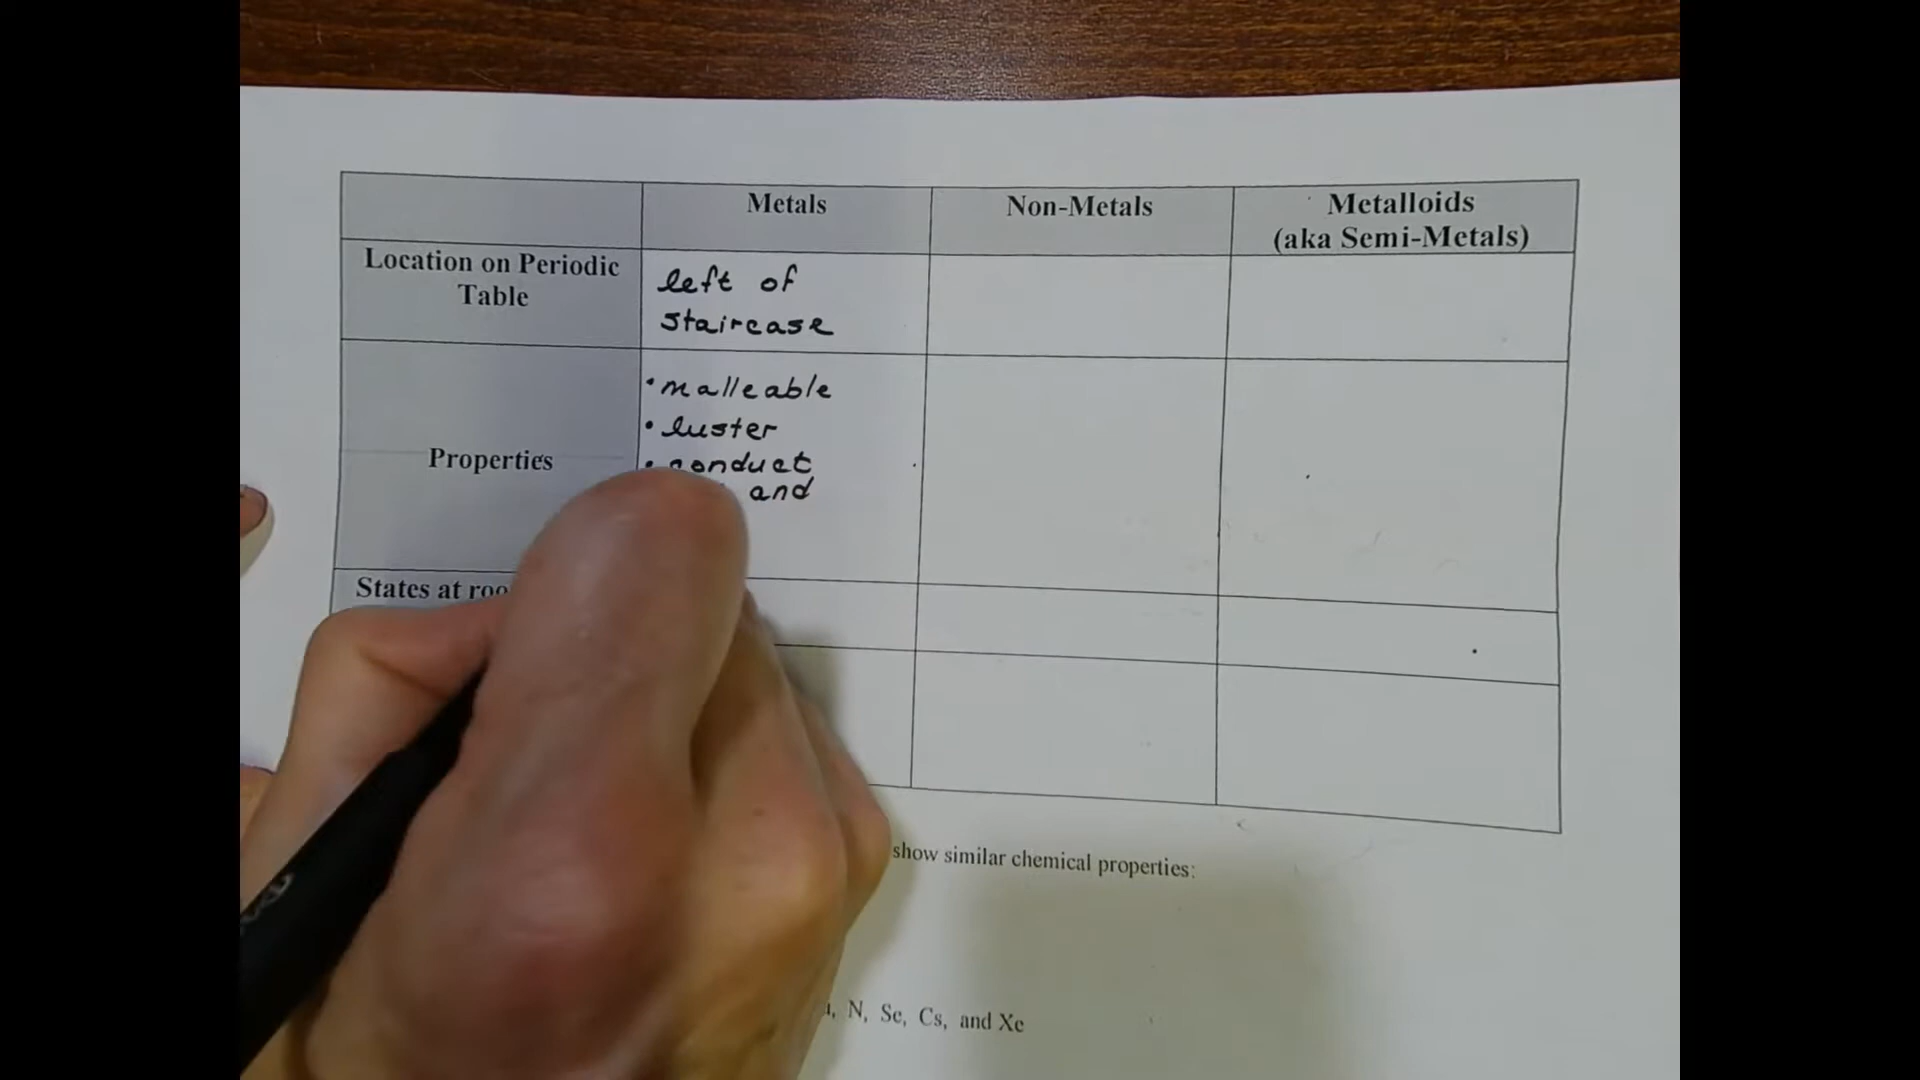 Metals
Non-Metals
Metalloids
(aka Semi-Metals)
Location on Periodic
Table
left of
staircase
Properties
• malleable
• luster
• conduct
and
States at
show similar chemical properties:
N, Se, Cs, and Xe